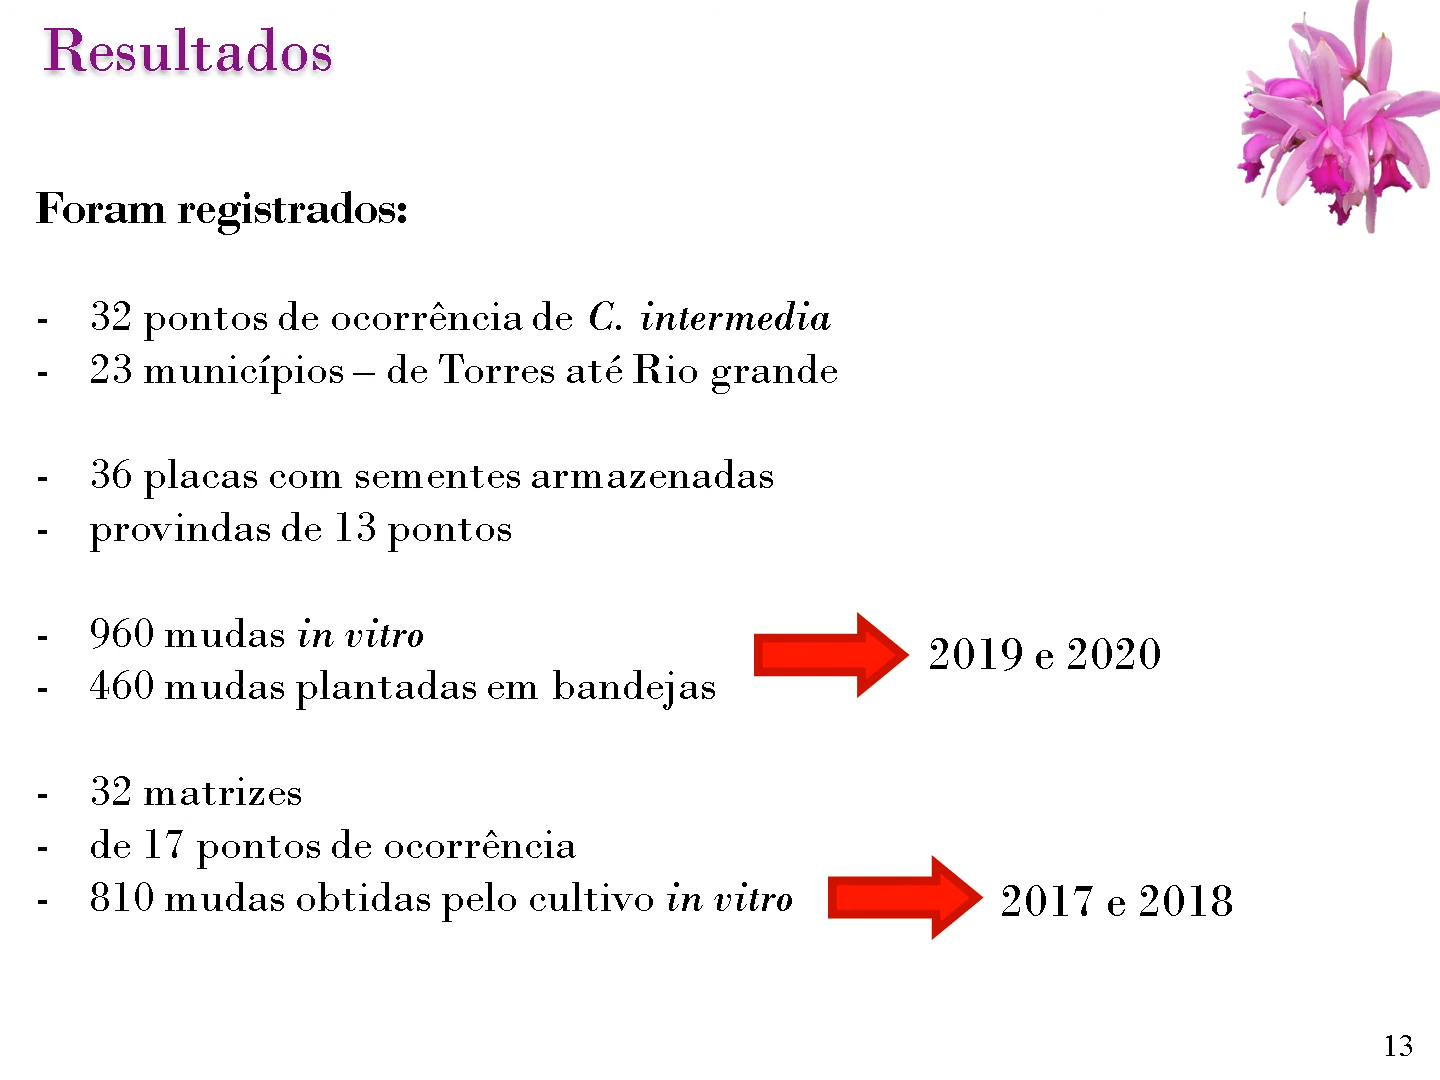 Resultados
Foram registrados:
- 32 pontos de ocorrência de C. intermedia
- 23 municípios – de Torres até Rio grande
- 36 placas com sementes armazenadas
- provindas de 13 pontos
- 960 mudas in vitro
- 460 mudas plantadas em bandejas
2019 e 2020
- 32 matrizes
- de 17 pontos de ocorrência
- 810 mudas obtidas pelo cultivo in vitro
2017 e 2018
13